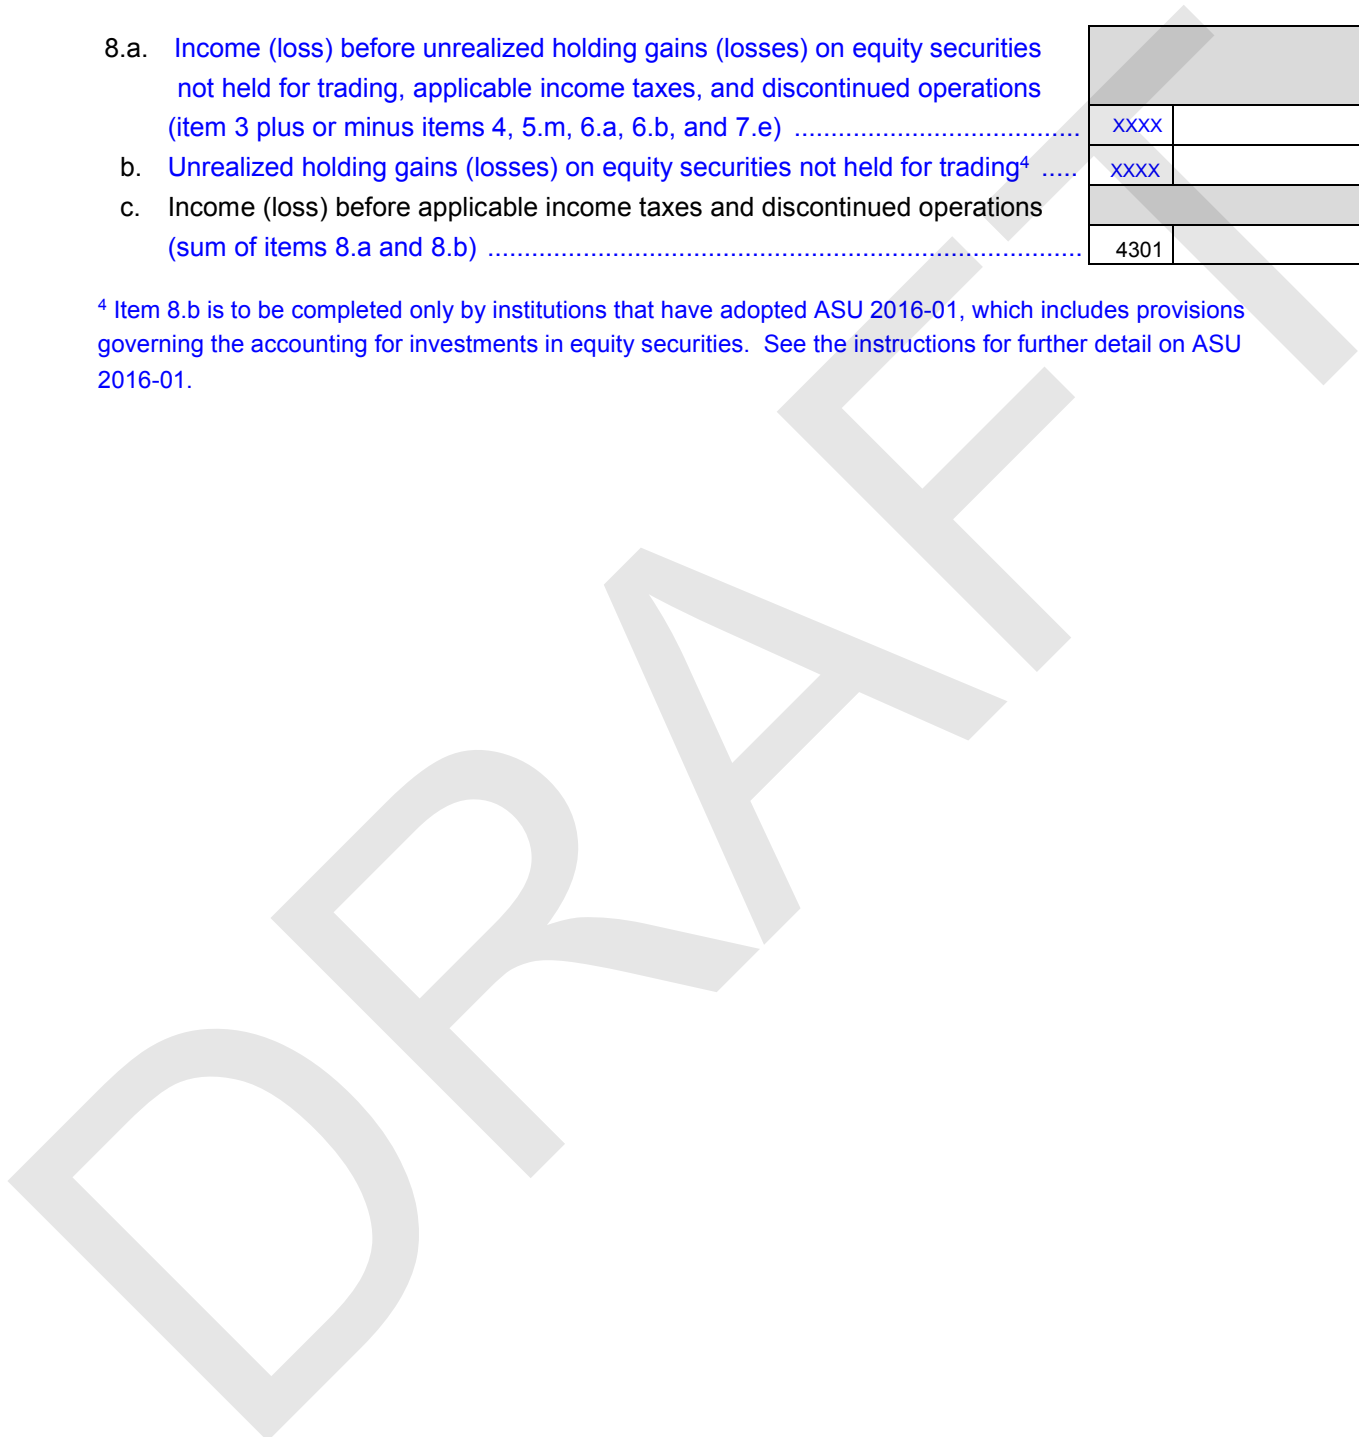 8.a. Income (loss) before unrealized holding gains (losses) on equity securities
not held for trading, applicable income taxes, and discontinued operations
(item 3 plus or minus items 4, 5.m, 6.a, 6.b, and 7.e) ....................................... XXXX
b. Unrealized holding gains (losses) on equity securities not held for trading⁴ ..... XXXX
c. Income (loss) before applicable income taxes and discontinued operations
(sum of items 8.a and 8.b) ................................................................................. 4301
⁴ Item 8.b is to be completed only by institutions that have adopted ASU 2016-01, which includes provisions
governing the accounting for investments in equity securities. See the instructions for further detail on ASU
2016-01.
DRAFT